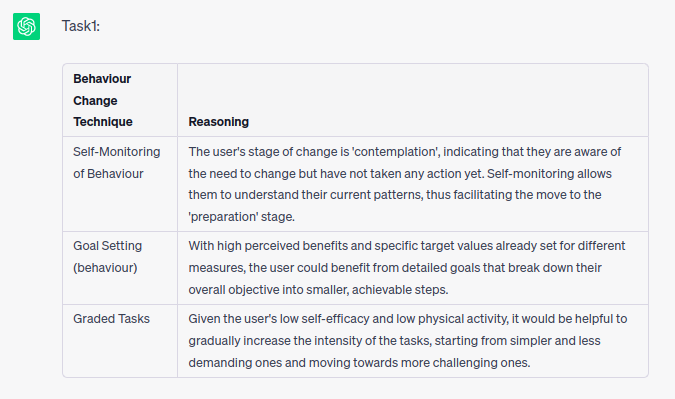 Task1:
Behaviour
Change
Technique
Reasoning
Self-Monitoring
of Behaviour
The user's stage of change is 'contemplation', indicating that they are aware of
the need to change but have not taken any action yet. Self-monitoring allows
them to understand their current patterns, thus facilitating the move to the
'preparation' stage.
Goal Setting
(behaviour)
With high perceived benefits and specific target values already set for different
measures, the user could benefit from detailed goals that break down their
overall objective into smaller, achievable steps.
Graded Tasks
Given the user's low self-efficacy and low physical activity, it would be helpful to
gradually increase the intensity of the tasks, starting from simpler and less
demanding ones and moving towards more challenging ones.